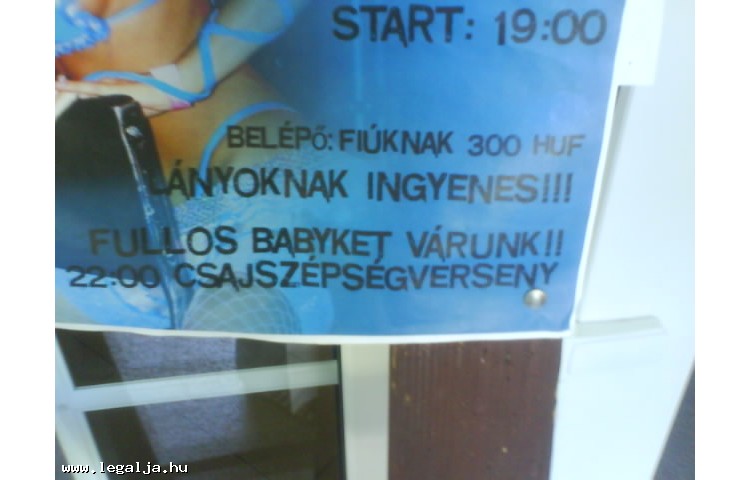 START: 19:00
BELÉPŐ: FIÚKNAK 300 HUF
LÁNYOKNAK INGYENES!!!
FULLOS BABYKET VÁRUNK!!
22:00 CSAJSZÉPSÉGVERSENY
www.legalja.hu